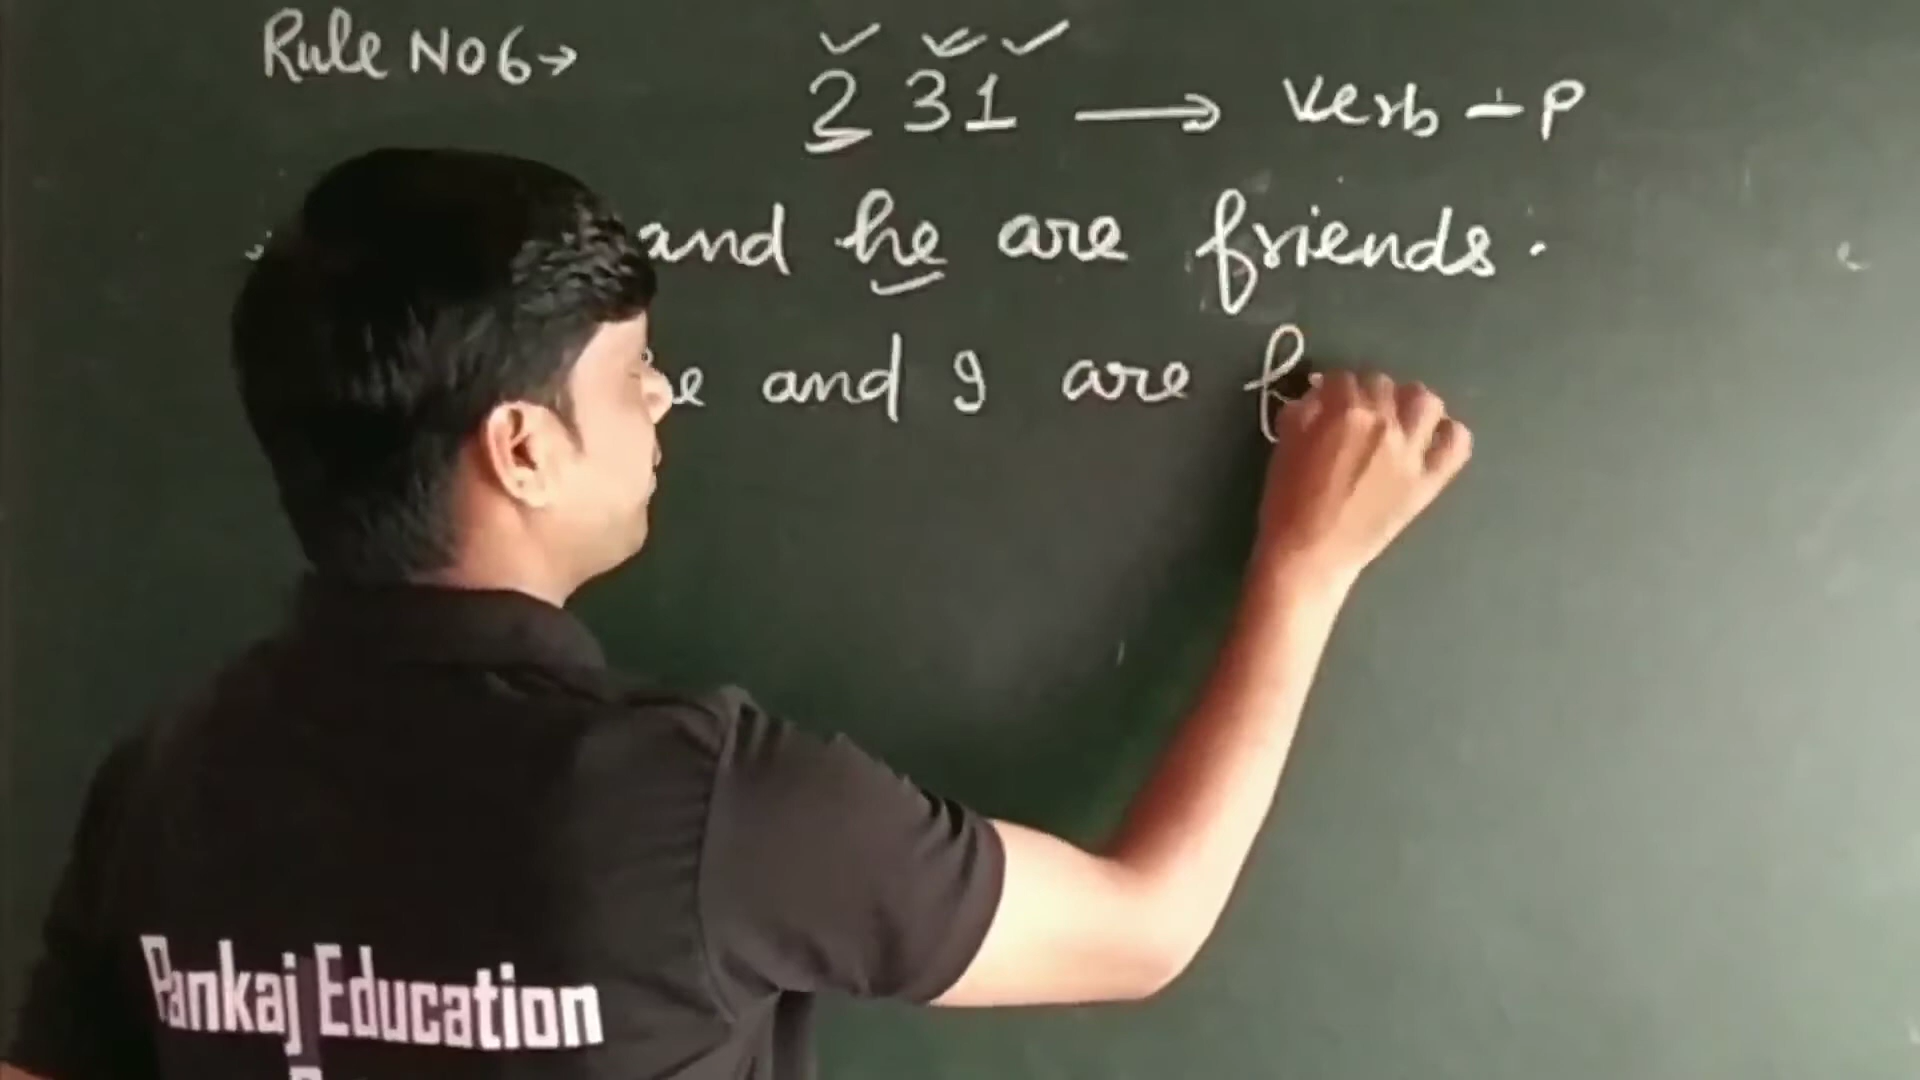 Rule No 6→
2 3 1 → Verb - P
and he are friends.
and I are
Pankaj Education